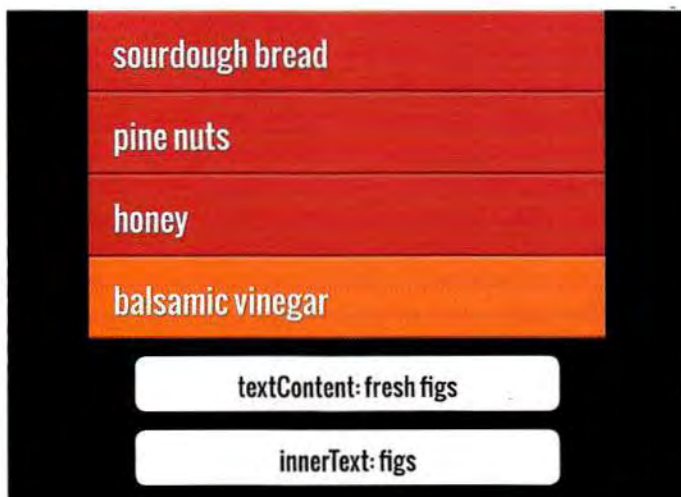 sourdough bread
pine nuts
honey
balsamic vinegar
textContent: fresh figs
innerText: figs